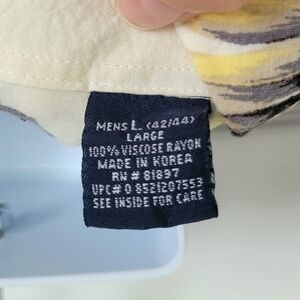 MENS L (42/44)
LARGE
100% VISCOSE RAYON
MADE IN KOREA
RN# 81897
UPC# 0 8521207553
SEE INSIDE FOR CARE